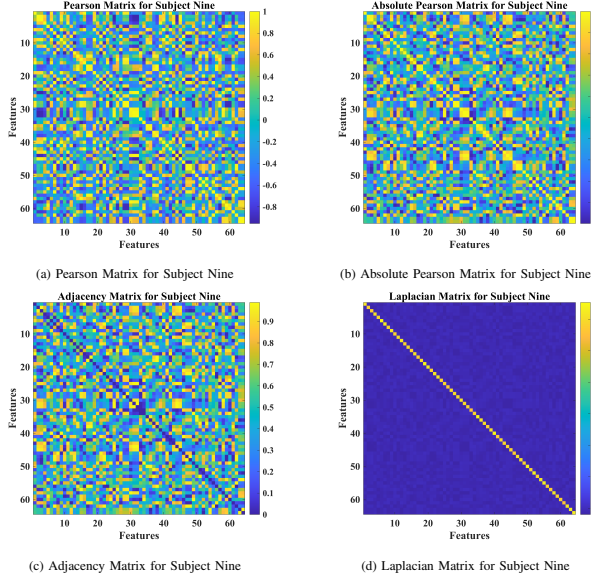 Pearson Matrix for Subject Nine
Absolute Pearson Matrix for Subject Nine
10
20
30
40
50
60
Features
10 20 30 40 50 60
Features
1
0.8
0.6
0.4
0.2
0
-0.2
-0.4
-0.6
-0.8
10
20
30
40
50
60
Features
10 20 30 40 50 60
Features
(a) Pearson Matrix for Subject Nine
(b) Absolute Pearson Matrix for Subject Nine
Adjacency Matrix for Subject Nine
Laplacian Matrix for Subject Nine
10
20
30
40
50
60
Features
10 20 30 40 50 60
Features
0.9
0.8
0.7
0.6
0.5
0.4
0.3
0.2
0.1
0
10
20
30
40
50
60
Features
10 20 30 40 50 60
Features
(c) Adjacency Matrix for Subject Nine
(d) Laplacian Matrix for Subject Nine